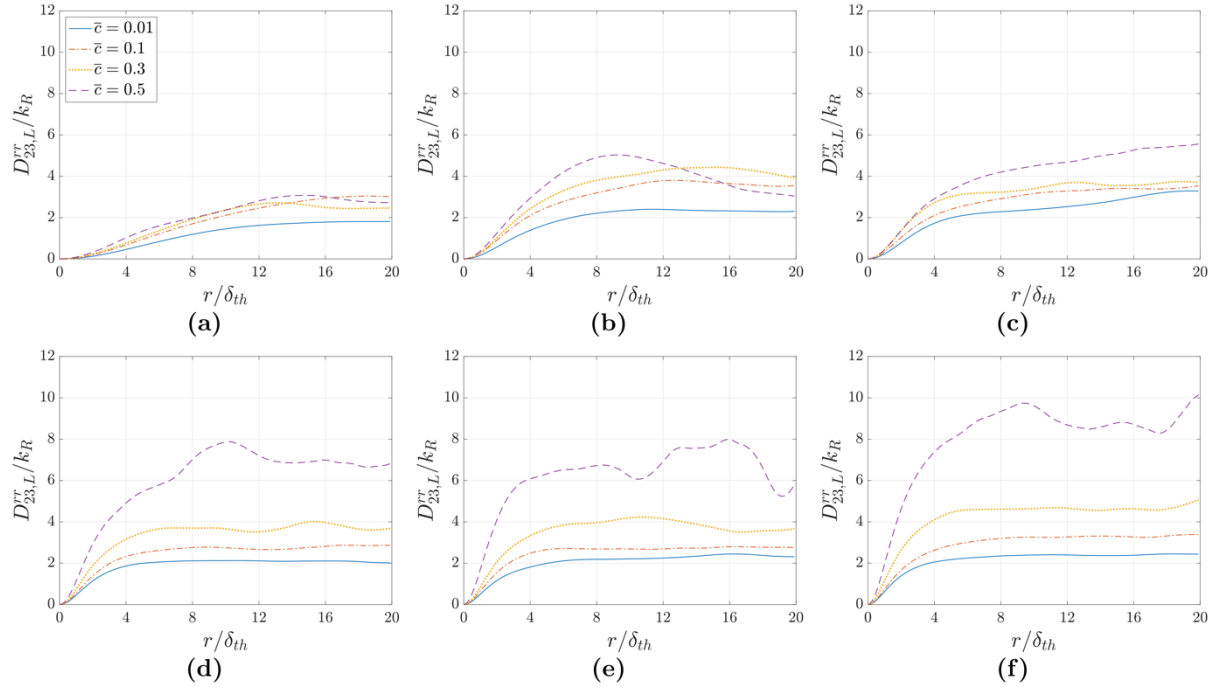 c̄ = 0.01
c̄ = 0.1
c̄ = 0.3
c̄ = 0.5
12
10
8
6
4
2
0
D^{rr}_{23,L}/k_R
0 4 8 12 16 20
r/δ_{th}
(a)
12
10
8
6
4
2
0
D^{rr}_{23,L}/k_R
0 4 8 12 16 20
r/δ_{th}
(b)
12
10
8
6
4
2
0
D^{rr}_{23,L}/k_R
0 4 8 12 16 20
r/δ_{th}
(c)
12
10
8
6
4
2
0
D^{rr}_{23,L}/k_R
0 4 8 12 16 20
r/δ_{th}
(d)
12
10
8
6
4
2
0
D^{rr}_{23,L}/k_R
0 4 8 12 16 20
r/δ_{th}
(e)
12
10
8
6
4
2
0
D^{rr}_{23,L}/k_R
0 4 8 12 16 20
r/δ_{th}
(f)